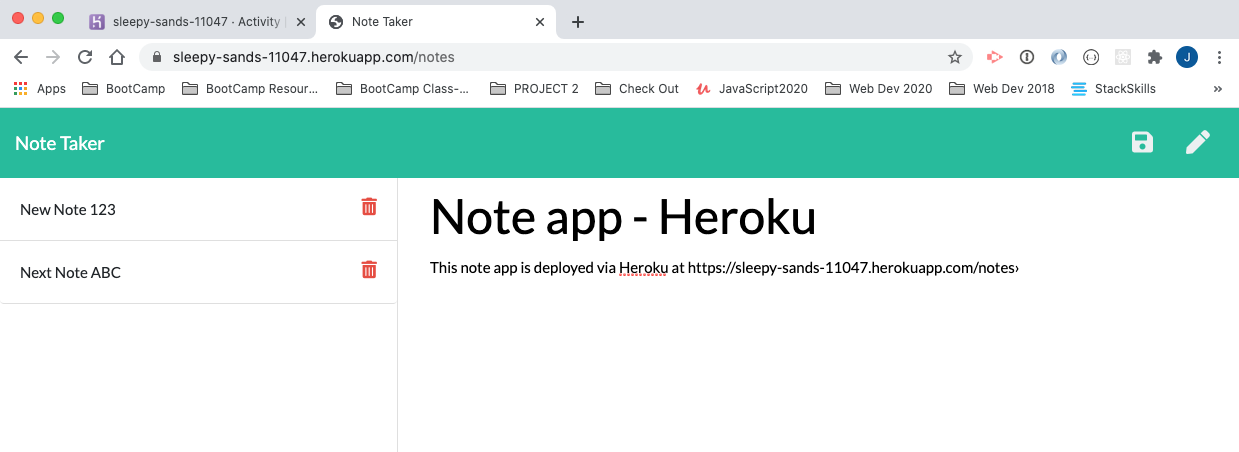 sleepy-sands-11047 · Activity
Note Taker
sleepy-sands-11047.herokuapp.com/notes
J
Apps BootCamp BootCamp Resour... BootCamp Class-... PROJECT 2 Check Out JavaScript2020 Web Dev 2020 Web Dev 2018 StackSkills »
Note Taker
New Note 123
Next Note ABC
Note app - Heroku
This note app is deployed via Heroku at https://sleepy-sands-11047.herokuapp.com/notes›